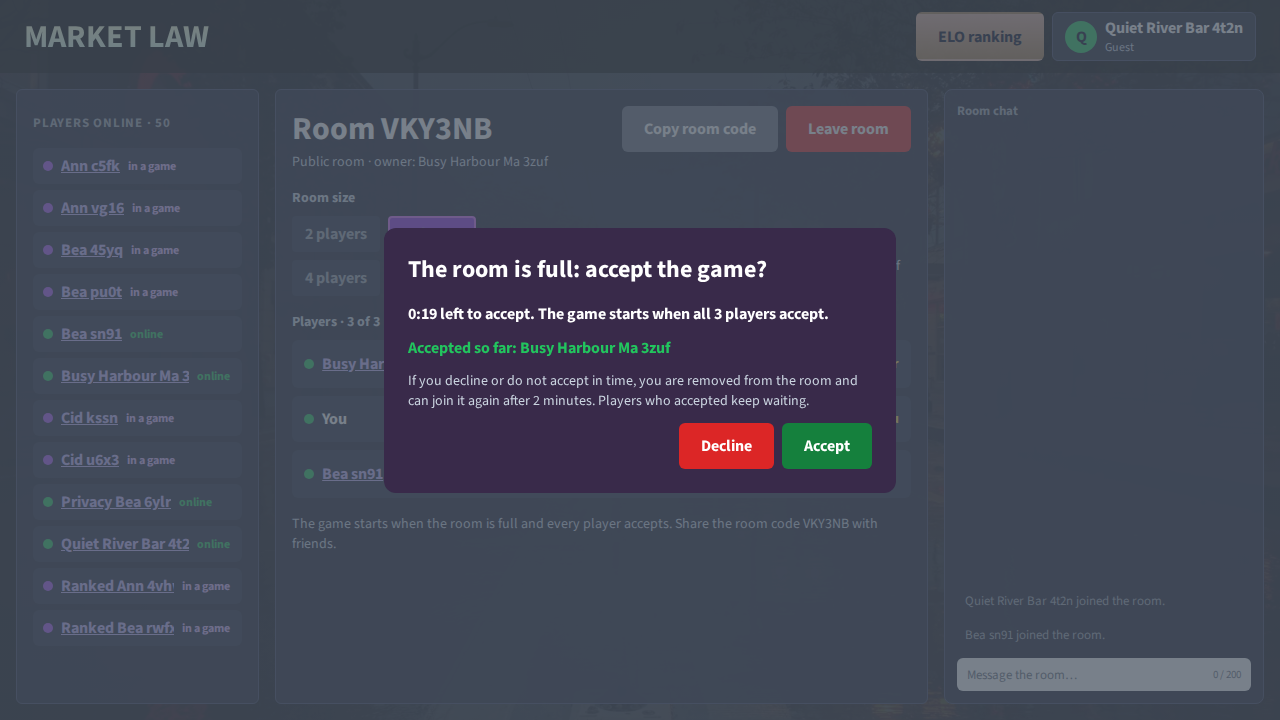 MARKET LAW
ELO ranking
Q
Quiet River Bar 4t2n
Guest
PLAYERS ONLINE · 50
Ann c5fk in a game
Ann vg16 in a game
Bea 45yq in a game
Bea pu0t in a game
Bea sn91 online
Busy Harbour Ma 3 online
Cid kssn in a game
Cid u6x3 in a game
Privacy Bea 6ylr online
Quiet River Bar 4t2 online
Ranked Ann 4vh in a game
Ranked Bea rwf in a game
Room VKY3NB
Copy room code
Leave room
Public room · owner: Busy Harbour Ma 3zuf
Room size
2 players
4 players
Players · 3 of 3
Busy Har
You
Bea sn91
The room is full: accept the game?
0:19 left to accept. The game starts when all 3 players accept.
Accepted so far: Busy Harbour Ma 3zuf
If you decline or do not accept in time, you are removed from the room and
can join it again after 2 minutes. Players who accepted keep waiting.
Decline
Accept
The game starts when the room is full and every player accepts. Share the room code VKY3NB with
friends.
Room chat
Quiet River Bar 4t2n joined the room.
Bea sn91 joined the room.
Message the room…
0 / 200